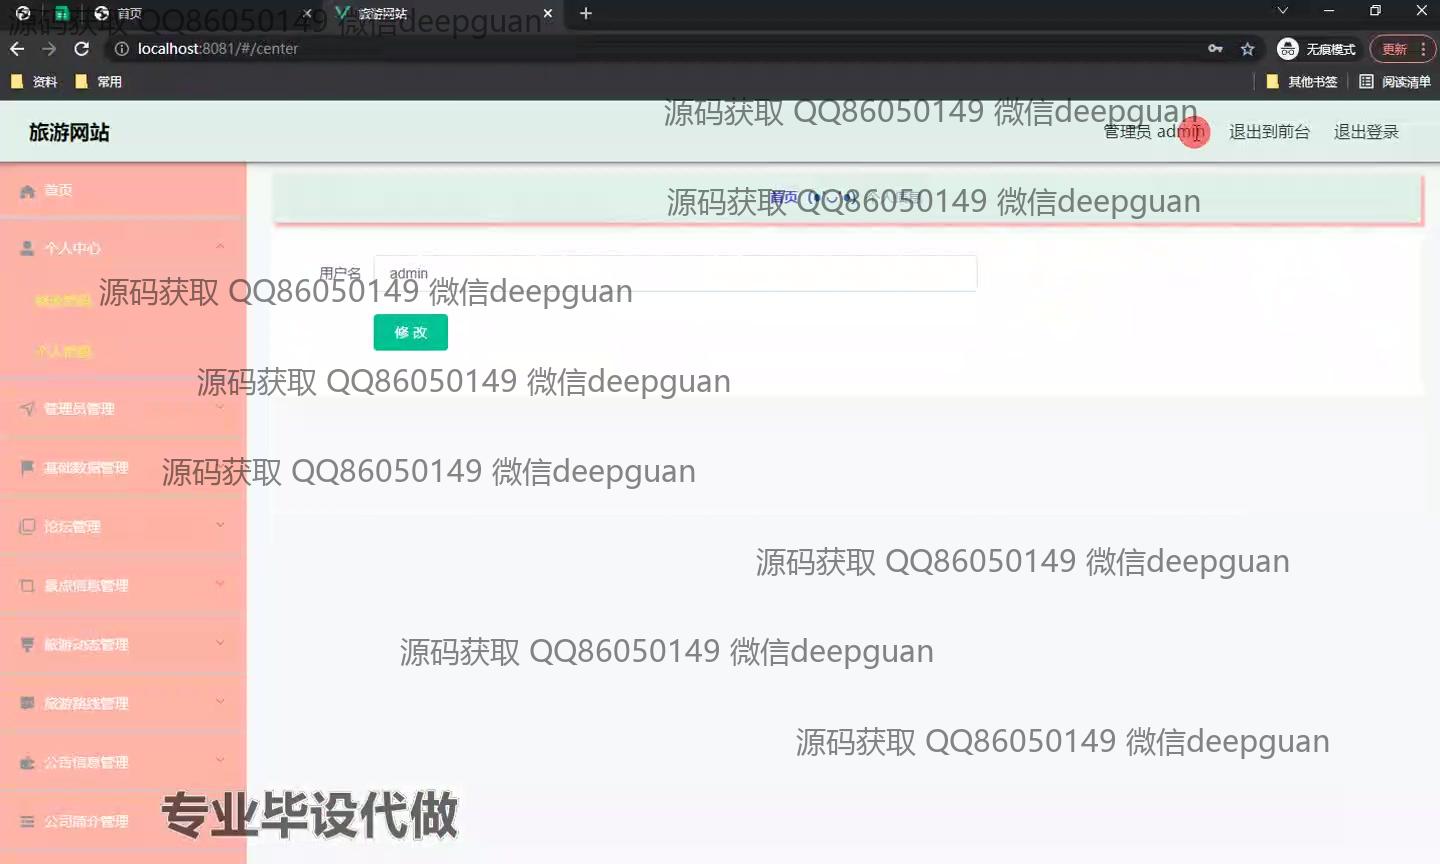 首页
旅游网站
源码获取 QQ86050149 微信deepguan
localhost:8081/#/center
无痕模式
更新
资料
常用
其他书签
阅读清单
源码获取 QQ86050149 微信deepguan
旅游网站
管理员 admin
退出到前台
退出登录
首页
首页
源码获取 QQ86050149 微信deepguan
个人中心
用户名
admin
源码获取 QQ86050149 微信deepguan
修 改
源码获取 QQ86050149 微信deepguan
管理员管理
基础数据管理
源码获取 QQ86050149 微信deepguan
论坛管理
源码获取 QQ86050149 微信deepguan
景点信息管理
旅游动态管理
源码获取 QQ86050149 微信deepguan
旅游路线管理
源码获取 QQ86050149 微信deepguan
公告信息管理
公司简介管理
专业毕设代做